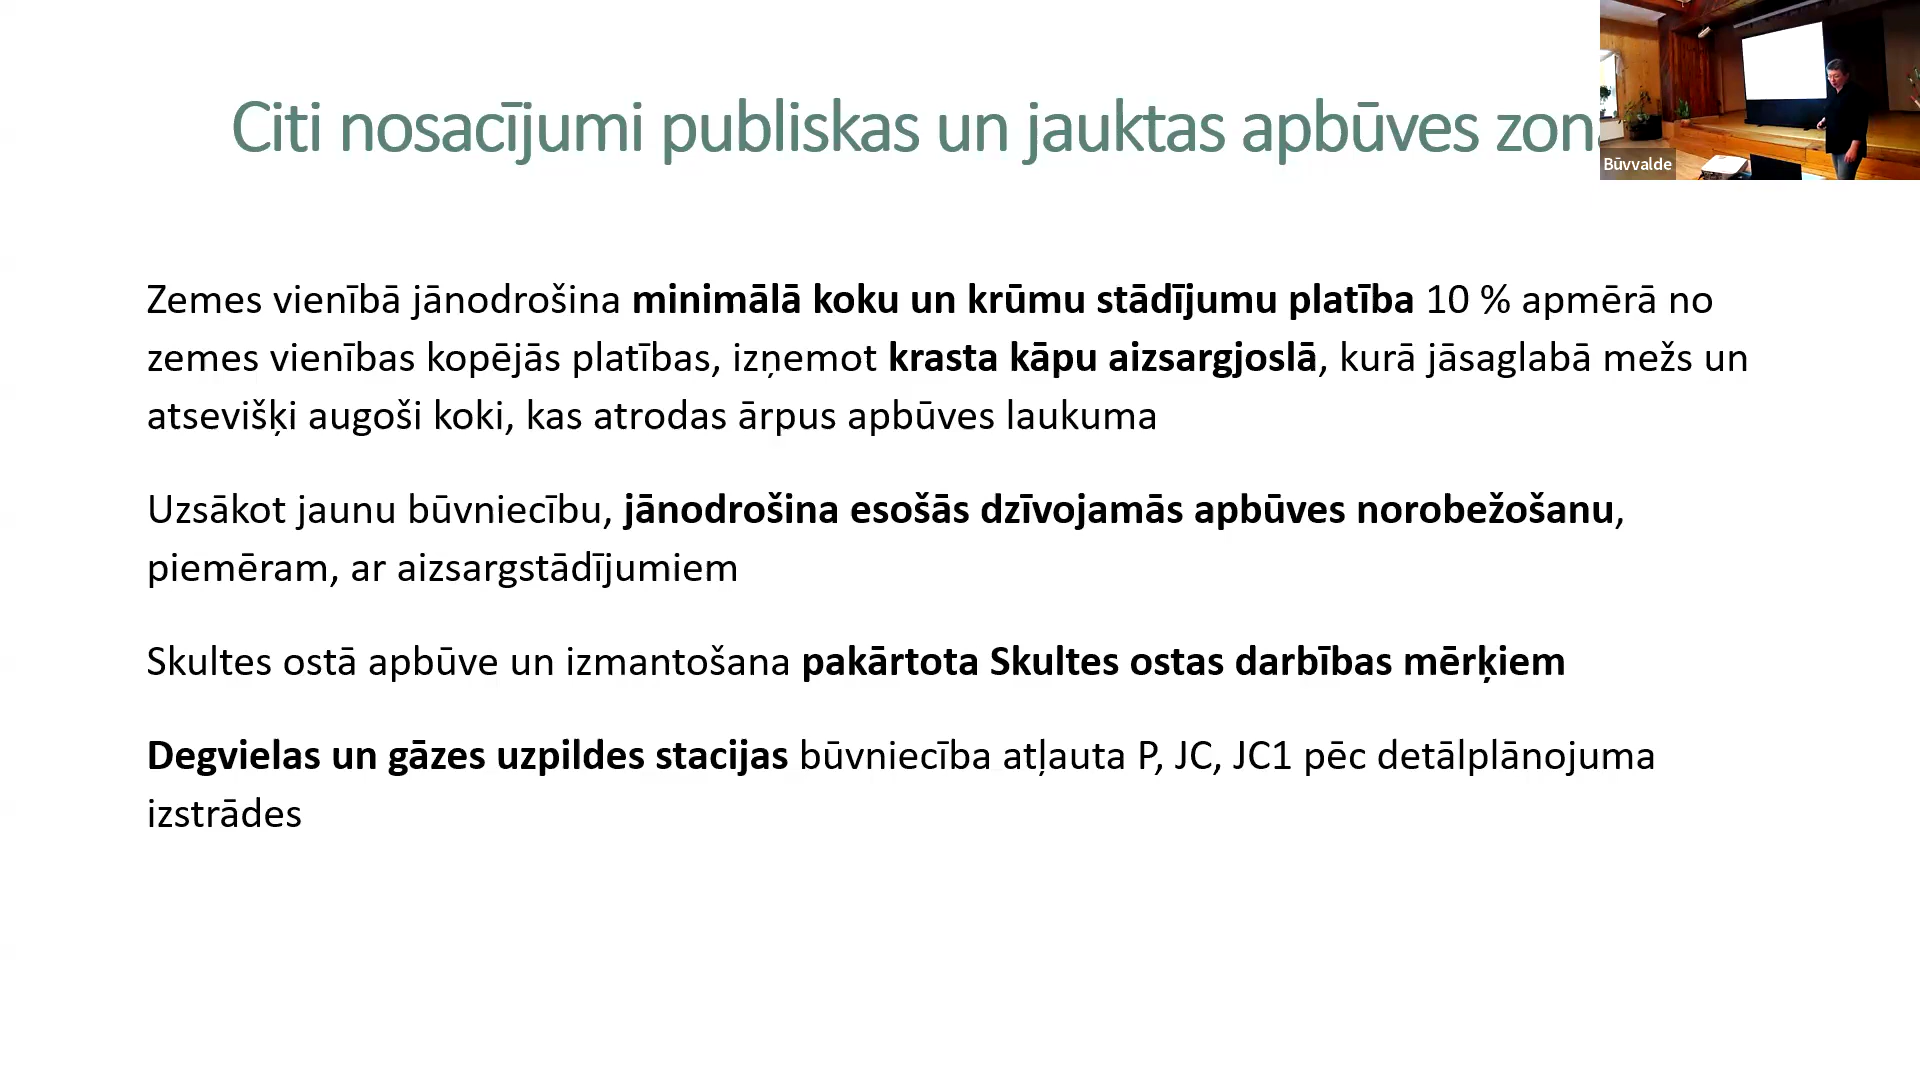 Citi nosacījumi publiskas un jauktas apbūves
Būvvalde
Zemes vienībā jānodrošina minimālā koku un krūmu stādījumu platība 10 % apmērā no
zemes vienības kopējās platības, izņemot krasta kāpu aizsargjoslā, kurā jāsaglabā mežs un
atsevišķi augoši koki, kas atrodas ārpus apbūves laukuma
Uzsākot jaunu būvniecību, jānodrošina esošās dzīvojamās apbūves norobežošanu,
piemēram, ar aizsargstādījumiem
Skultes ostā apbūve un izmantošana pakārtota Skultes ostas darbības mērķiem
Degvielas un gāzes uzpildes stacijas būvniecība atļauta P, JC, JC1 pēc detālplānojuma
izstrādes